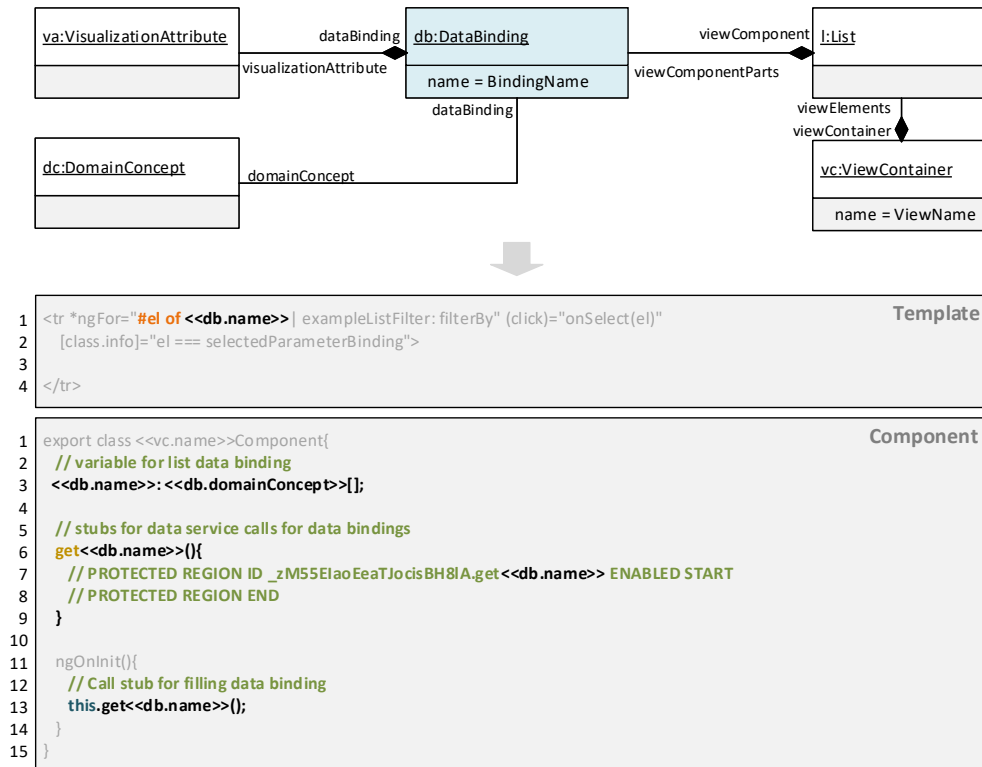 va:VisualizationAttribute
dataBinding
visualizationAttribute
db:DataBinding
name = BindingName
dataBinding
viewComponent
viewComponentParts
l:List
viewElements
viewContainer
dc:DomainConcept
domainConcept
vc:ViewContainer
name = ViewName
Template
1 <tr *ngFor="#el of <<db.name>>| exampleListFilter: filterBy" (click)="onSelect(el)"
2 [class.info]="el === selectedParameterBinding">
3
4 </tr>
Component
1 export class <<vc.name>>Component{
2 // variable for list data binding
3 <<db.name>>: <<db.domainConcept>>[];
4
5 // stubs for data service calls for data bindings
6 get<<db.name>>(){
7 // PROTECTED REGION ID _zM55EIaoEeaTJocisBH8lA.get<<db.name>> ENABLED START
8 // PROTECTED REGION END
9 }
10
11 ngOnInit(){
12 // Call stub for filling data binding
13 this.get<<db.name>>();
14 }
15 }